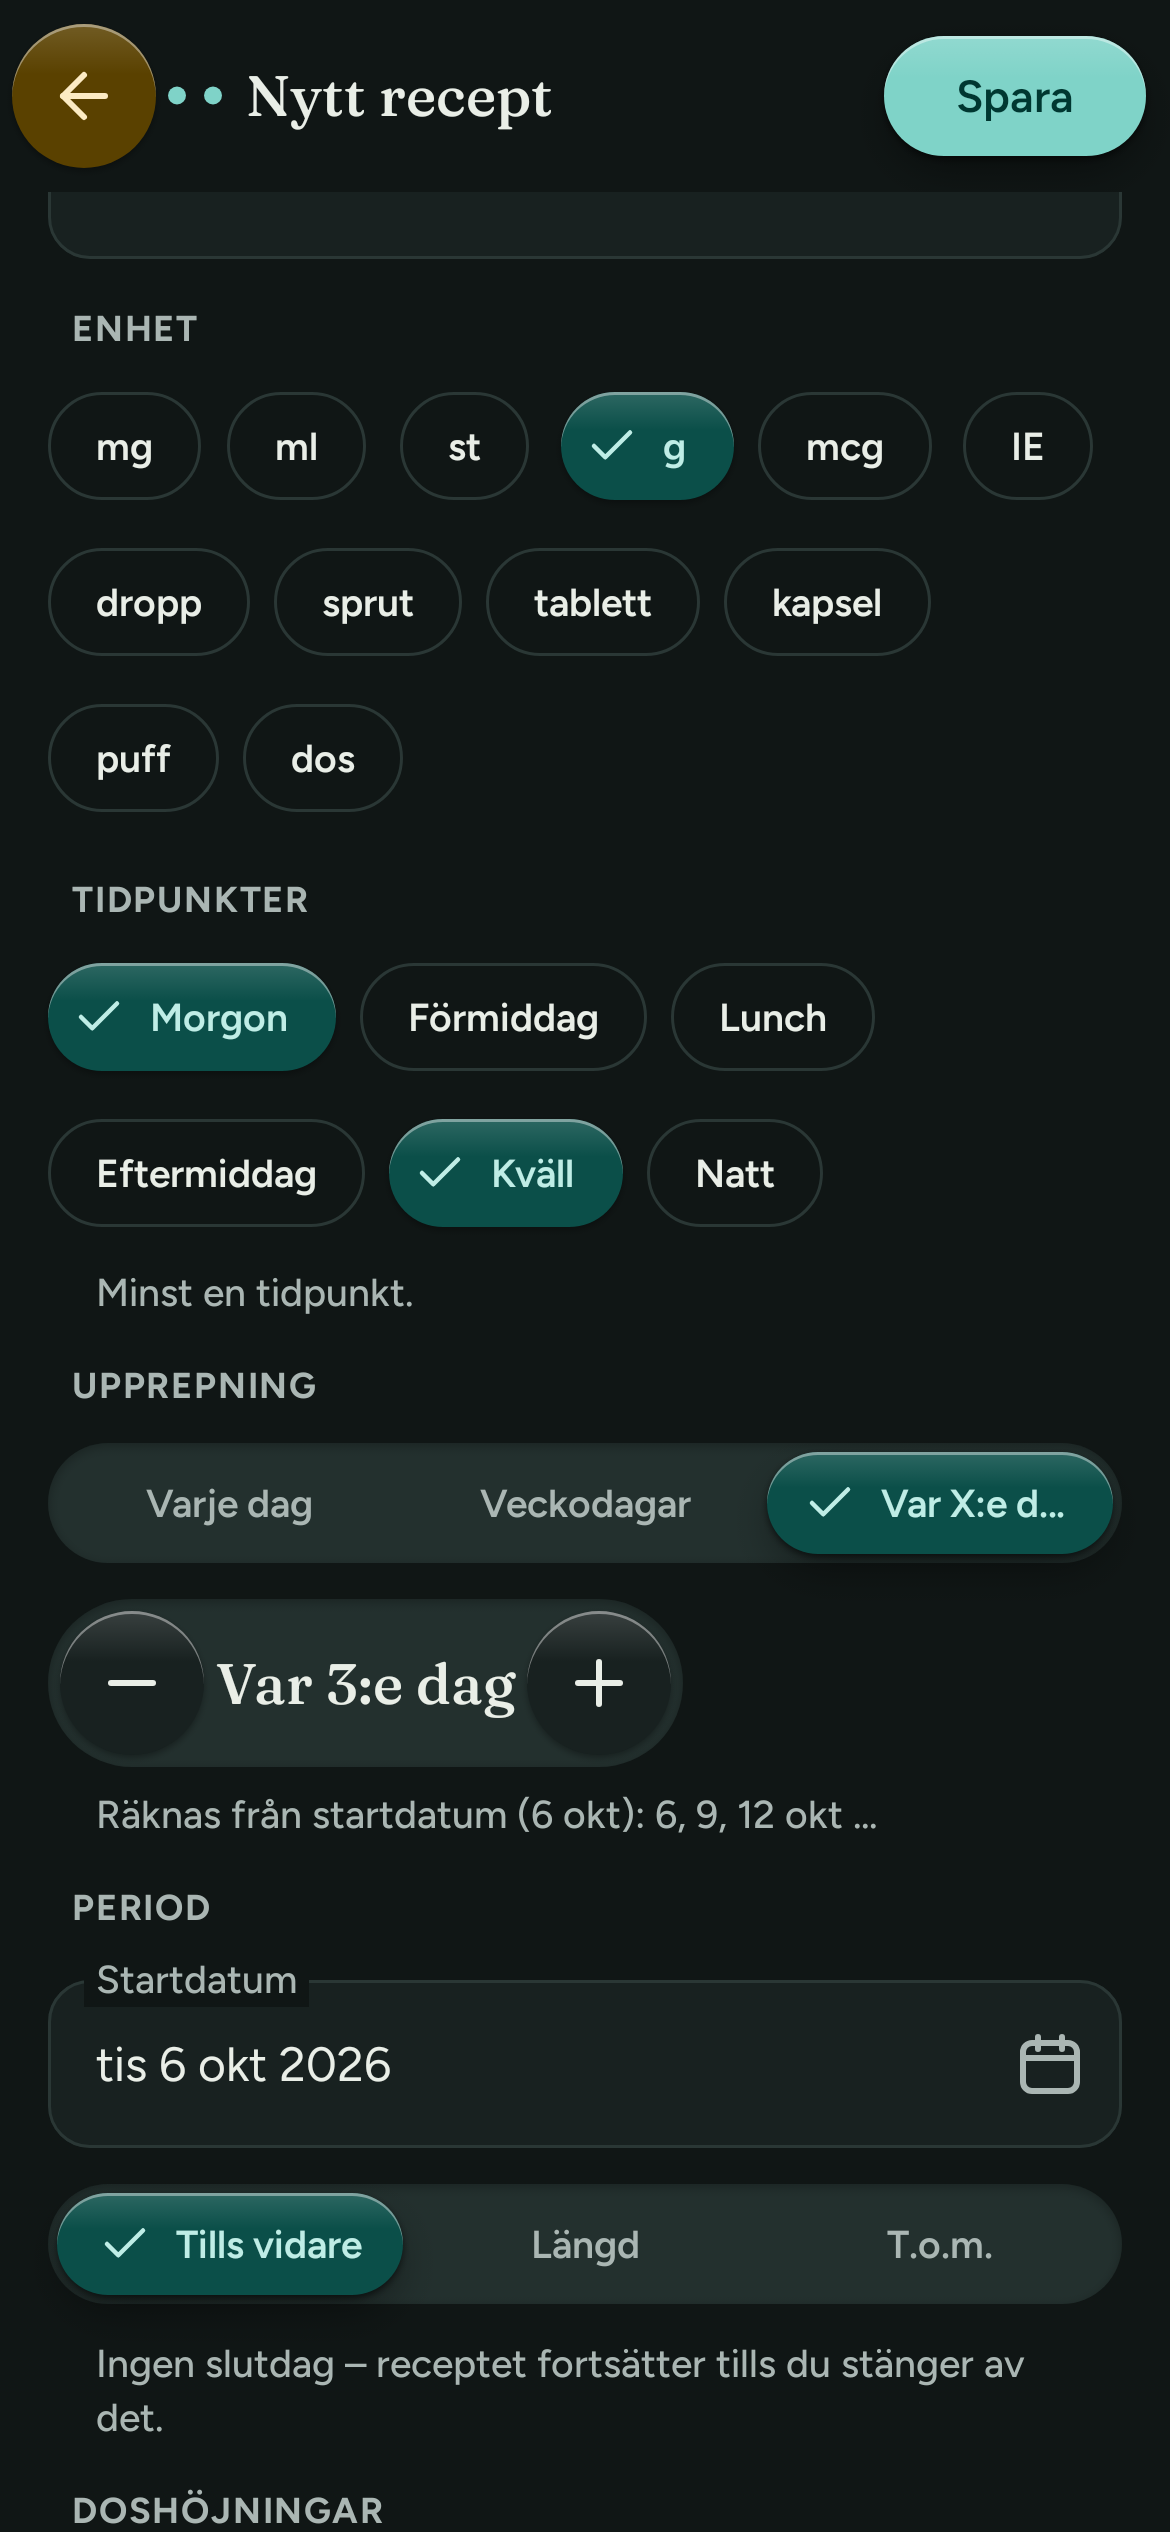 Nytt recept
Spara
ENHET
mg
ml
st
g
mcg
IE
dropp
sprut
tablett
kapsel
puff
dos
TIDPUNKTER
Morgon
Förmiddag
Lunch
Eftermiddag
Kväll
Natt
Minst en tidpunkt.
UPPREPNING
Varje dag
Veckodagar
Var X:e d...
Var 3:e dag
Räknas från startdatum (6 okt): 6, 9, 12 okt ...
PERIOD
Startdatum
tis 6 okt 2026
Tills vidare
Längd
T.o.m.
Ingen slutdag – receptet fortsätter tills du stänger av
det.
DOSHÖJNINGAR